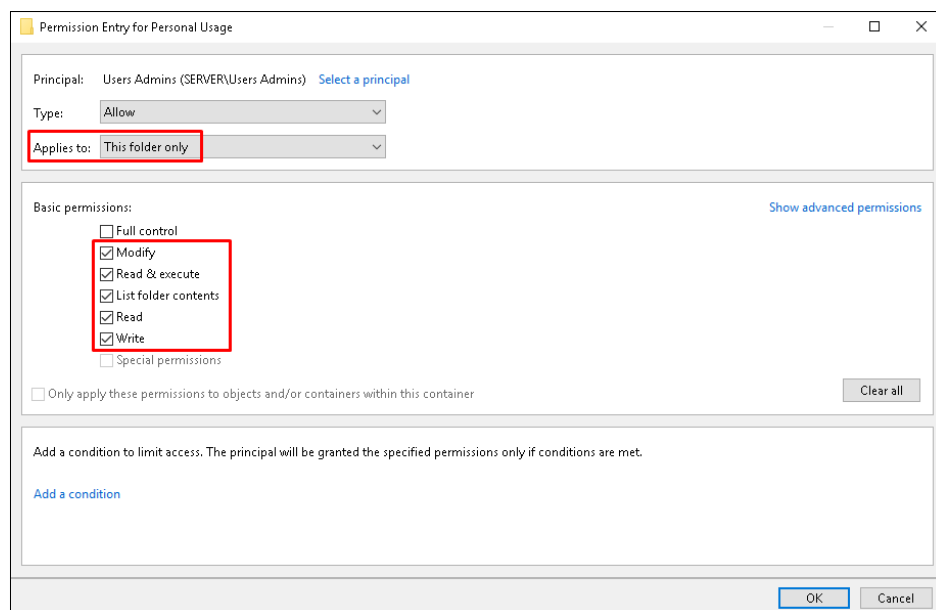 Permission Entry for Personal Usage
Principal: Users Admins (SERVER\Users Admins) Select a principal
Type: Allow
Applies to: This folder only
Basic permissions: Show advanced permissions
Full control
Modify
Read & execute
List folder contents
Read
Write
Special permissions
Only apply these permissions to objects and/or containers within this container
Clear all
Add a condition to limit access. The principal will be granted the specified permissions only if conditions are met.
Add a condition
OK Cancel